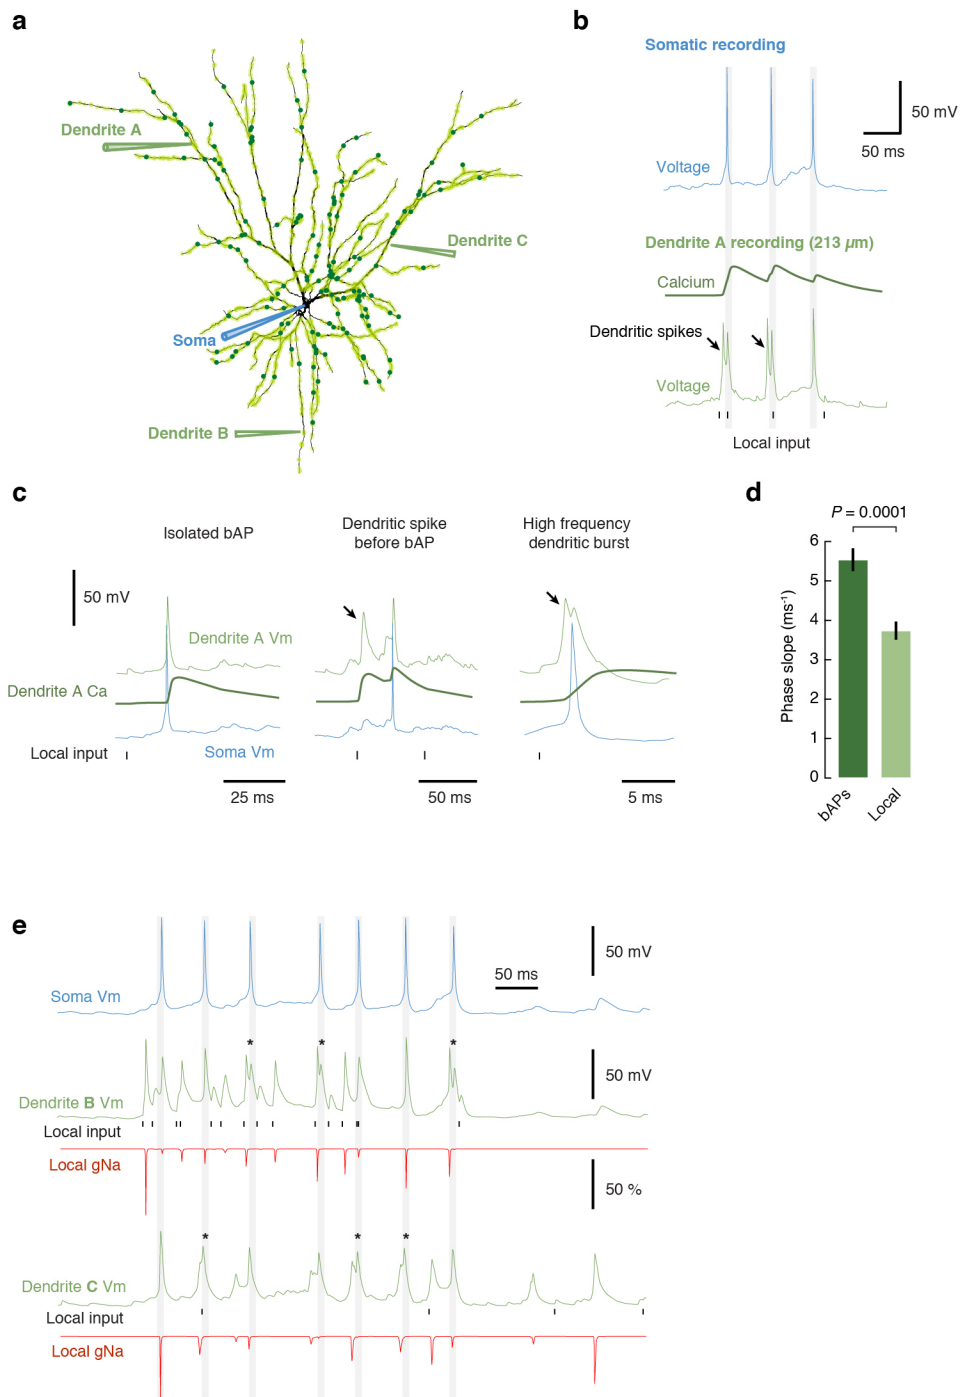 a
Dendrite A
Dendrite C
Soma
Dendrite B
b
Somatic recording
50 mV
50 ms
Voltage
Dendrite A recording (213 µm)
Calcium
Dendritic spikes
Voltage
Local input
c
Isolated bAP
Dendritic spike
before bAP
High frequency
dendritic burst
50 mV
Dendrite A Vm
Dendrite A Ca
Soma Vm
Local input
25 ms
50 ms
5 ms
d
P = 0.0001
6
5
4
3
2
1
0
Phase slope (ms⁻¹)
bAPs
Local
e
50 mV
50 ms
Soma Vm
* * *
50 mV
Dendrite B Vm
Local input
Local gNa
50 %
* * *
Dendrite C Vm
Local input
Local gNa